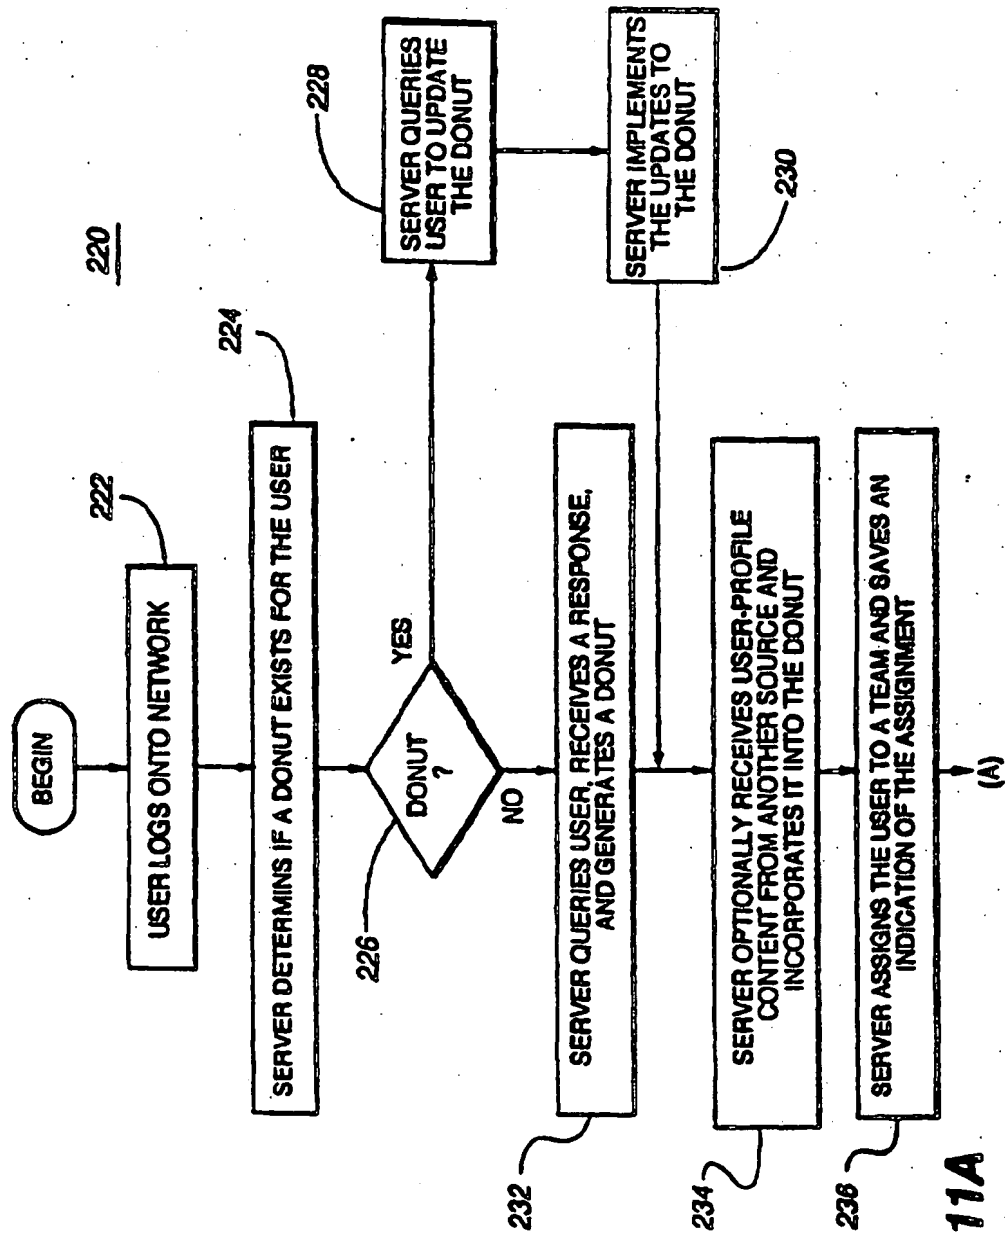 220
BEGIN
222
USER LOGS ONTO NETWORK
224
SERVER DETERMINS IF A DONUT EXISTS FOR THE USER
226
DONUT
?
YES
NO
228
SERVER QUERIES
USER TO UPDATE
THE DONUT
SERVER IMPLEMENTS
THE UPDATES TO
THE DONUT
230
232
SERVER QUERIES USER, RECEIVES A RESPONSE,
AND GENERATES A DONUT
234
SERVER OPTIONALLY RECEIVES USER-PROFILE
CONTENT FROM ANOTHER SOURCE AND
INCORPORATES IT INTO THE DONUT
236
SERVER ASSIGNS THE USER TO A TEAM AND SAVES AN
INDICATION OF THE ASSIGNMENT
(A)
11A